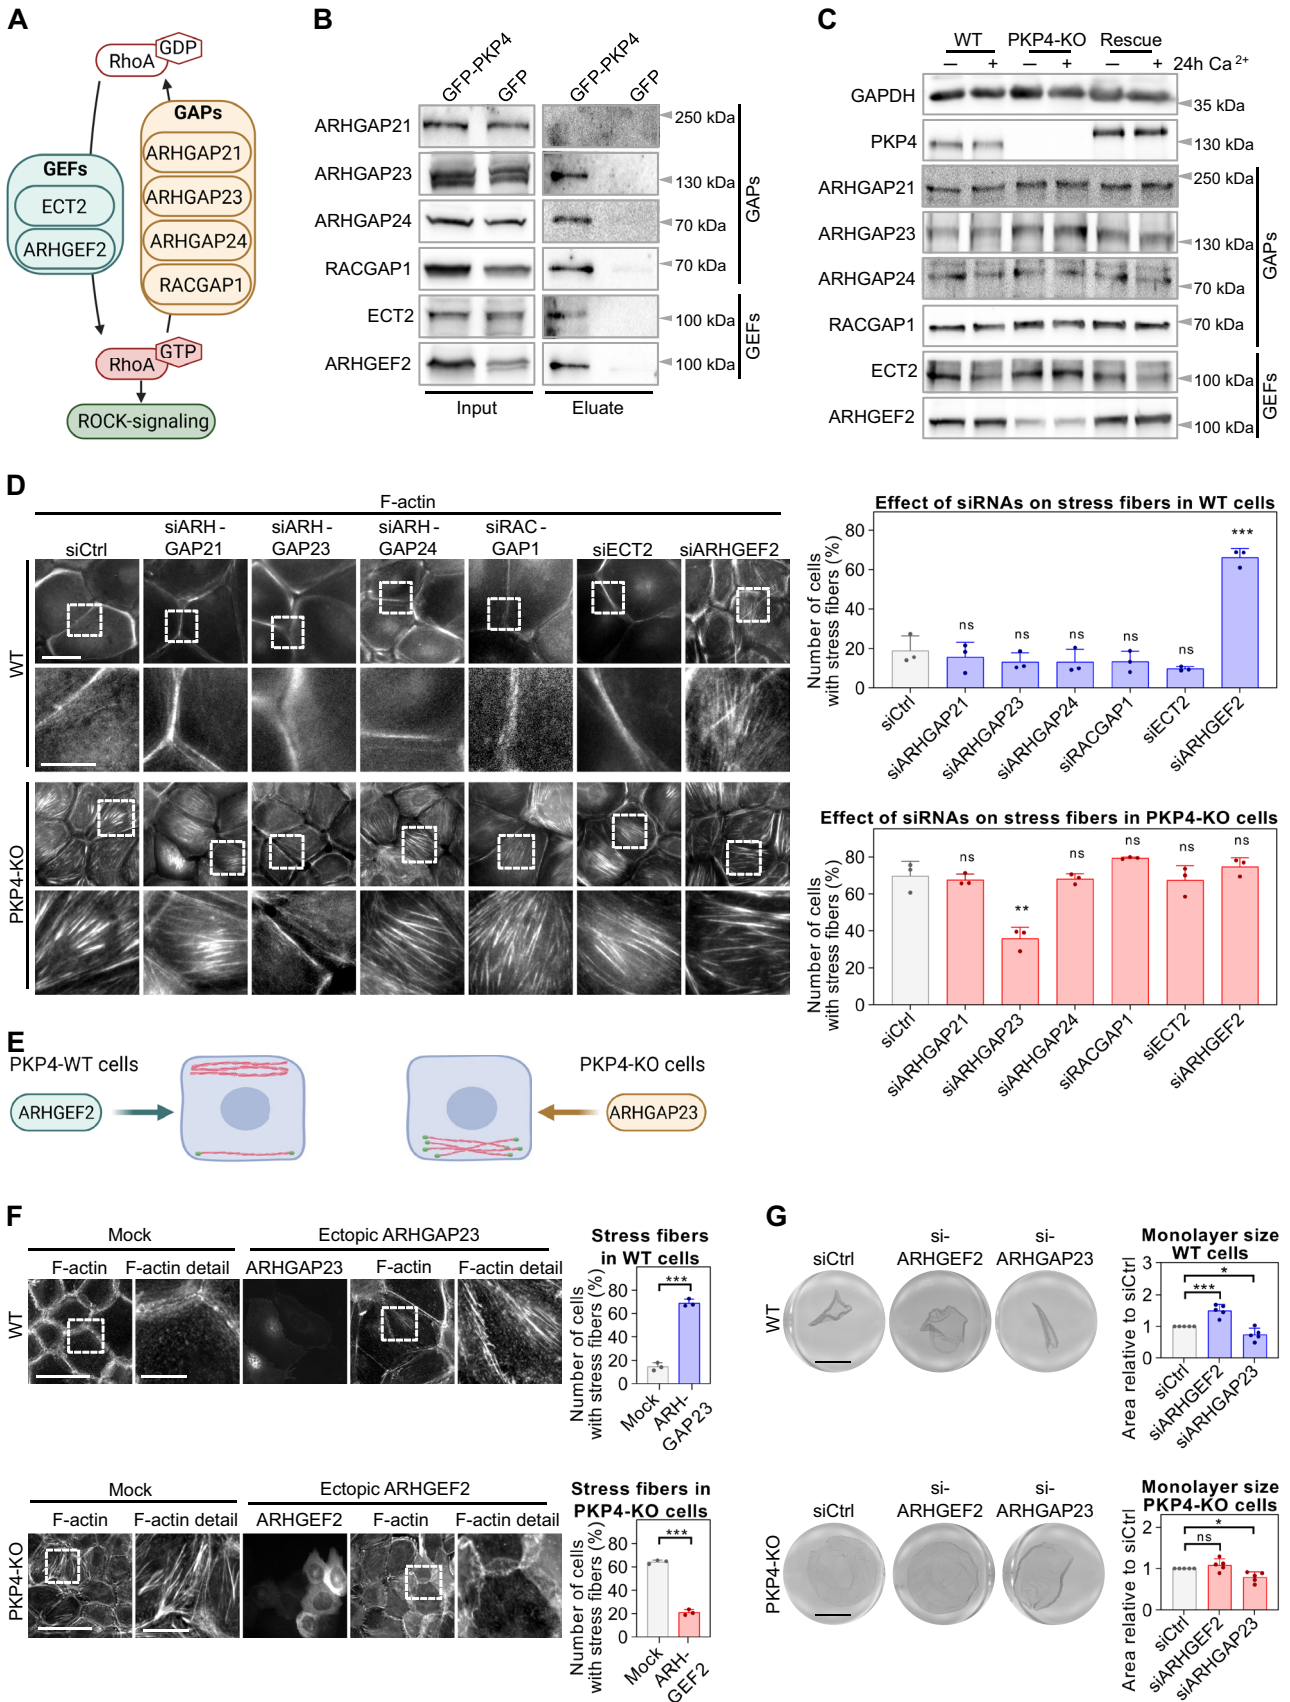 A
RhoA
GDP
GAPs
ARHGAP21
ARHGAP23
ARHGAP24
RACGAP1
GEFs
ECT2
ARHGEF2
RhoA
GTP
ROCK-signaling
B
GFP-PKP4
GFP
GFP-PKP4
GFP
ARHGAP21
250 kDa
ARHGAP23
130 kDa
ARHGAP24
70 kDa
RACGAP1
70 kDa
ECT2
100 kDa
ARHGEF2
100 kDa
GAPs
GEFs
Input
Eluate
C
WT
PKP4-KO
Rescue
— + — + — + 24h Ca 2+
GAPDH
35 kDa
PKP4
130 kDa
ARHGAP21
250 kDa
ARHGAP23
130 kDa
ARHGAP24
70 kDa
RACGAP1
70 kDa
ECT2
100 kDa
ARHGEF2
100 kDa
GAPs
GEFs
D
F-actin
siCtrl
siARH-
GAP21
siARH-
GAP23
siARH-
GAP24
siRAC-
GAP1
siECT2
siARHGEF2
WT
PKP4-KO
Effect of siRNAs on stress fibers in WT cells
Number of cells
with stress fibers (%)
80
60
40
20
0
ns
ns
ns
ns
ns
***
siCtrl
siARHGAP21
siARHGAP23
siARHGAP24
siRACGAP1
siECT2
siARHGEF2
Effect of siRNAs on stress fibers in PKP4-KO cells
Number of cells
with stress fibers (%)
80
60
40
20
0
ns
**
ns
ns
ns
ns
siCtrl
siARHGAP21
siARHGAP23
siARHGAP24
siRACGAP1
siECT2
siARHGEF2
E
PKP4-WT cells
ARHGEF2
PKP4-KO cells
ARHGAP23
F
Mock
Ectopic ARHGAP23
F-actin
F-actin detail
ARHGAP23
F-actin
F-actin detail
WT
Stress fibers
in WT cells
Number of cells
with stress fibers (%)
80
60
40
20
0
***
Mock
ARH-
GAP23
Mock
Ectopic ARHGEF2
F-actin
F-actin detail
ARHGEF2
F-actin
F-actin detail
PKP4-KO
Stress fibers in
PKP4-KO cells
Number of cells
with stress fibers (%)
80
60
40
20
0
***
Mock
ARH-
GEF2
G
siCtrl
si-
ARHGEF2
si-
ARHGAP23
WT
Monolayer size
WT cells
Area relative to siCtrl
3
2
1
0
*
***
siCtrl
siARHGEF2
siARHGAP23
siCtrl
si-
ARHGEF2
si-
ARHGAP23
PKP4-KO
Monolayer size
PKP4-KO cells
Area relative to siCtrl
2
1
0
*
ns
siCtrl
siARHGEF2
siARHGAP23